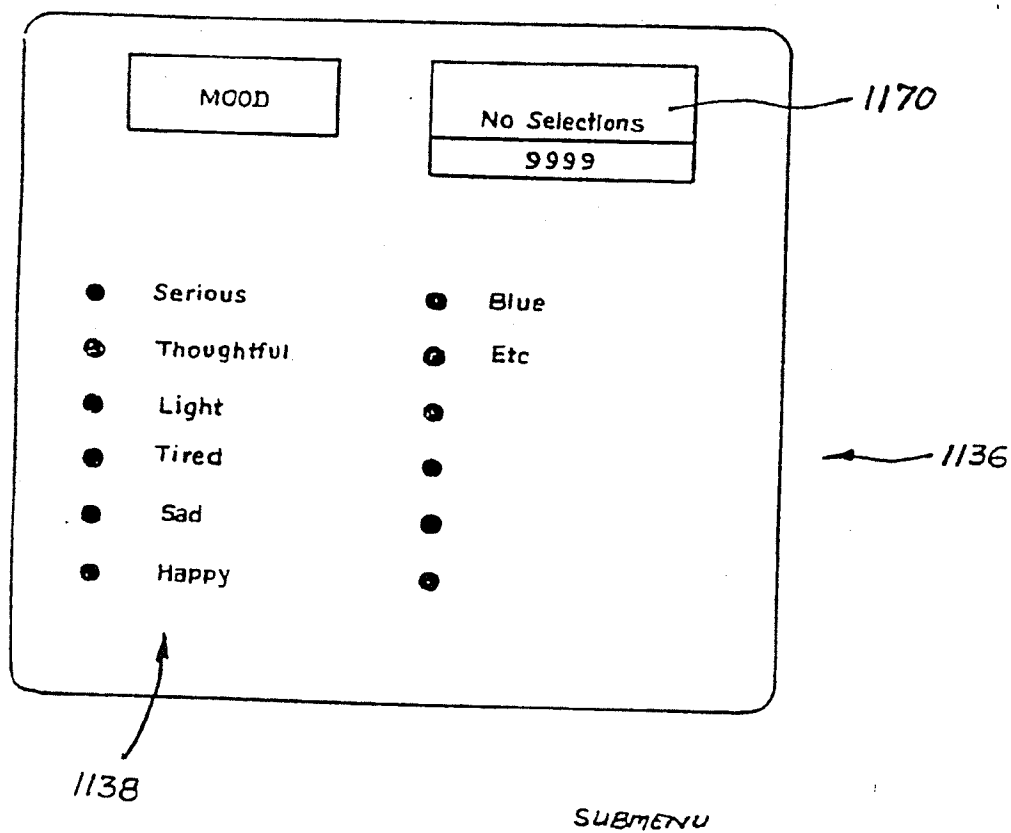 MOOD
No Selections
9999
1170
Serious
Thoughtful
Light
Tired
Sad
Happy
Blue
Etc
1136
1138
SUBMENU